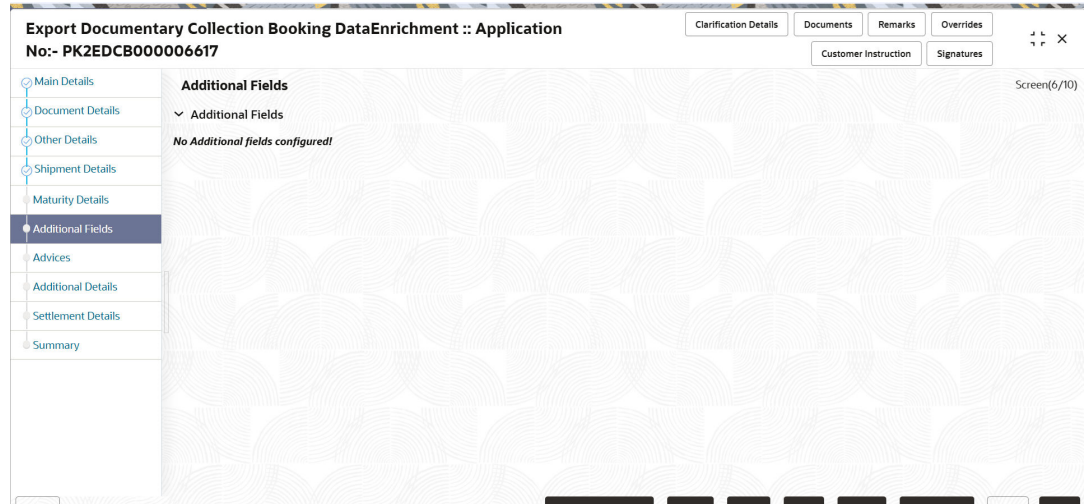 Export Documentary Collection Booking DataEnrichment :: Application
No:- PK2EDCB000006617
Clarification Details
Documents
Remarks
Overrides
Customer Instruction
Signatures
Main Details
Document Details
Other Details
Shipment Details
Maturity Details
Additional Fields
Advices
Additional Details
Settlement Details
Summary
Additional Fields
Screen(6/10)
Additional Fields
No Additional fields configured!